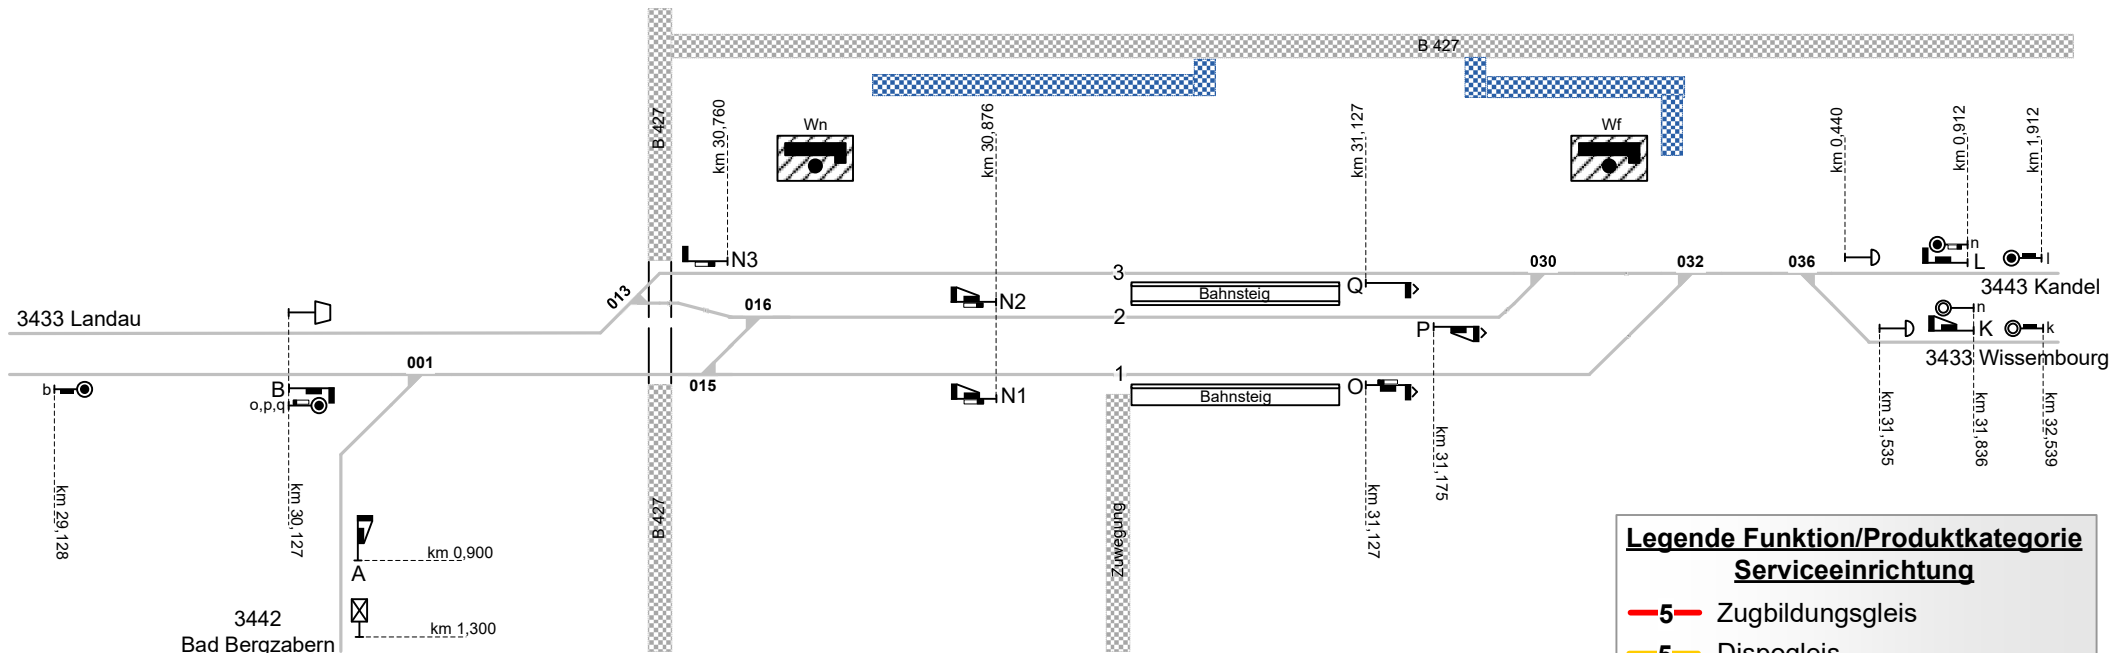 B 427
B 427
km 30,760
Wn
km 30,876
km 31,127
Wf
km 0,440
km 0,912
km 1,912
N3
3
030
032
036
n
L
l
3443 Kandel
013
016
N2
Bahnsteig
Q
3433 Landau
2
P
n
K
k
3433 Wissembourg
001
015
1
b
B
o,p,q
N1
Bahnsteig
O
km 29,128
km 30,127
B 427
Zuwegung
km 31,127
km 31,175
km 31,535
km 31,836
km 32,539
km 0,900
A
km 1,300
3442
Bad Bergzabern
Legende Funktion/Produktkategorie
Serviceeinrichtung
5 Zugbildungsgleis
5 Dispogleis